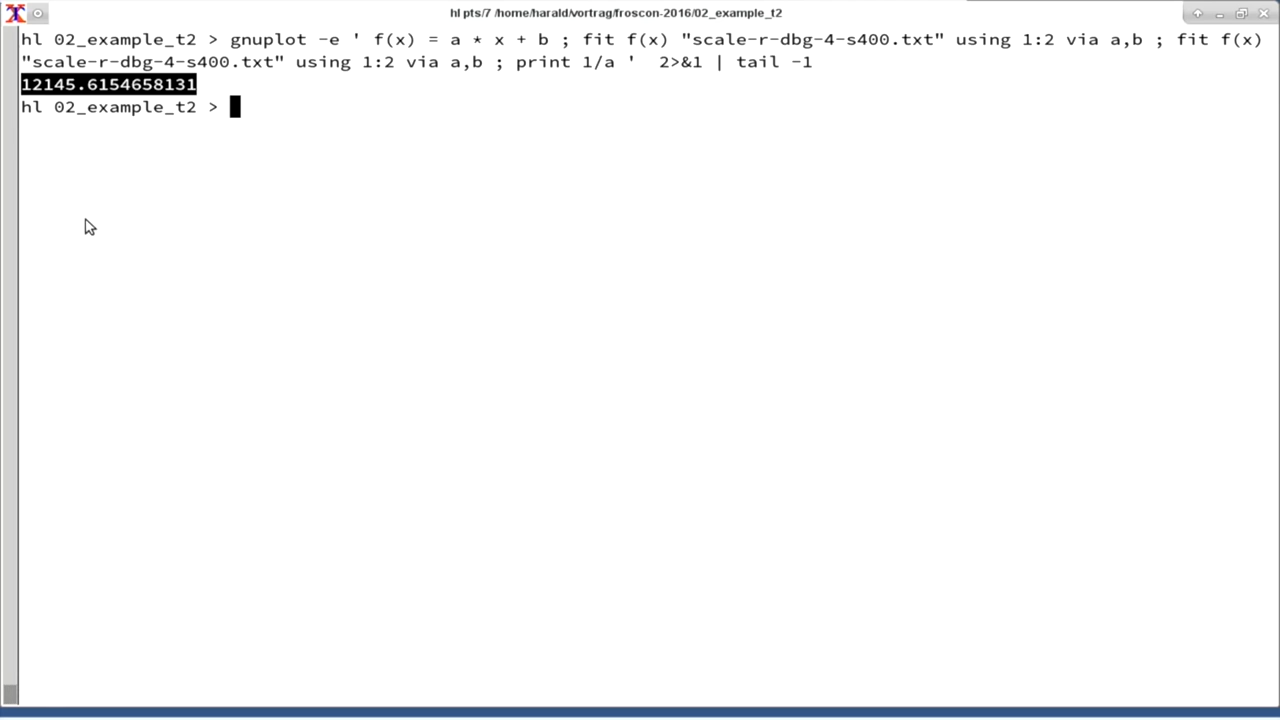 hl pts/7 /home/harald/vortrag/froscon-2016/02_example_t2
hl 02_example_t2 > gnuplot -e ' f(x) = a * x + b ; fit f(x) "scale-r-dbg-4-s400.txt" using 1:2 via a,b ; fit f(x)
"scale-r-dbg-4-s400.txt" using 1:2 via a,b ; print 1/a '  2>&1 | tail -1
12145.6154658131
hl 02_example_t2 >